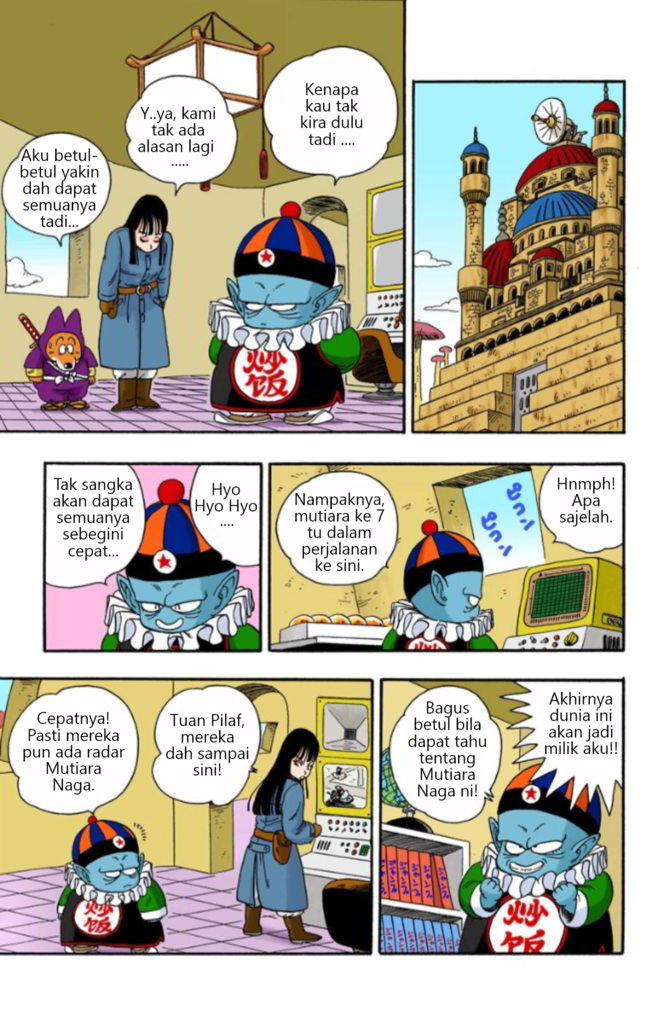 Kenapa
kau tak
kira dulu
tadi ....
Y..ya, kami
tak ada
alasan lagi
.....
Aku betul-
betul yakin
dah dapat
semuanya
tadi...
炒
飯
Hnmph!
Apa
sajelah.
Nampaknya,
mutiara ke 7
tu dalam
perjalanan
ke sini.
Hyo
Hyo Hyo
....
Tak sangka
akan dapat
semuanya
sebegini
cepat...
Akhirnya
dunia ini
akan jadi
milik aku!!
Bagus
betul bila
dapat tahu
tentang
Mutiara
Naga ni!
炒
飯
Tuan Pilaf,
mereka
dah sampai
sini!
Cepatnya!
Pasti mereka
pun ada radar
Mutiara
Naga.
炒
飯